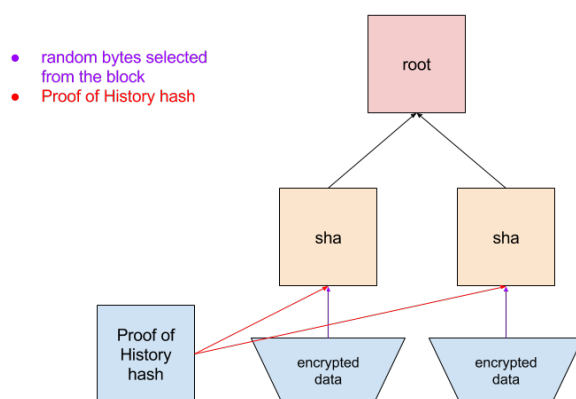 random bytes selected
from the block
Proof of History hash
root
sha
sha
Proof of
History
hash
encrypted
data
encrypted
data